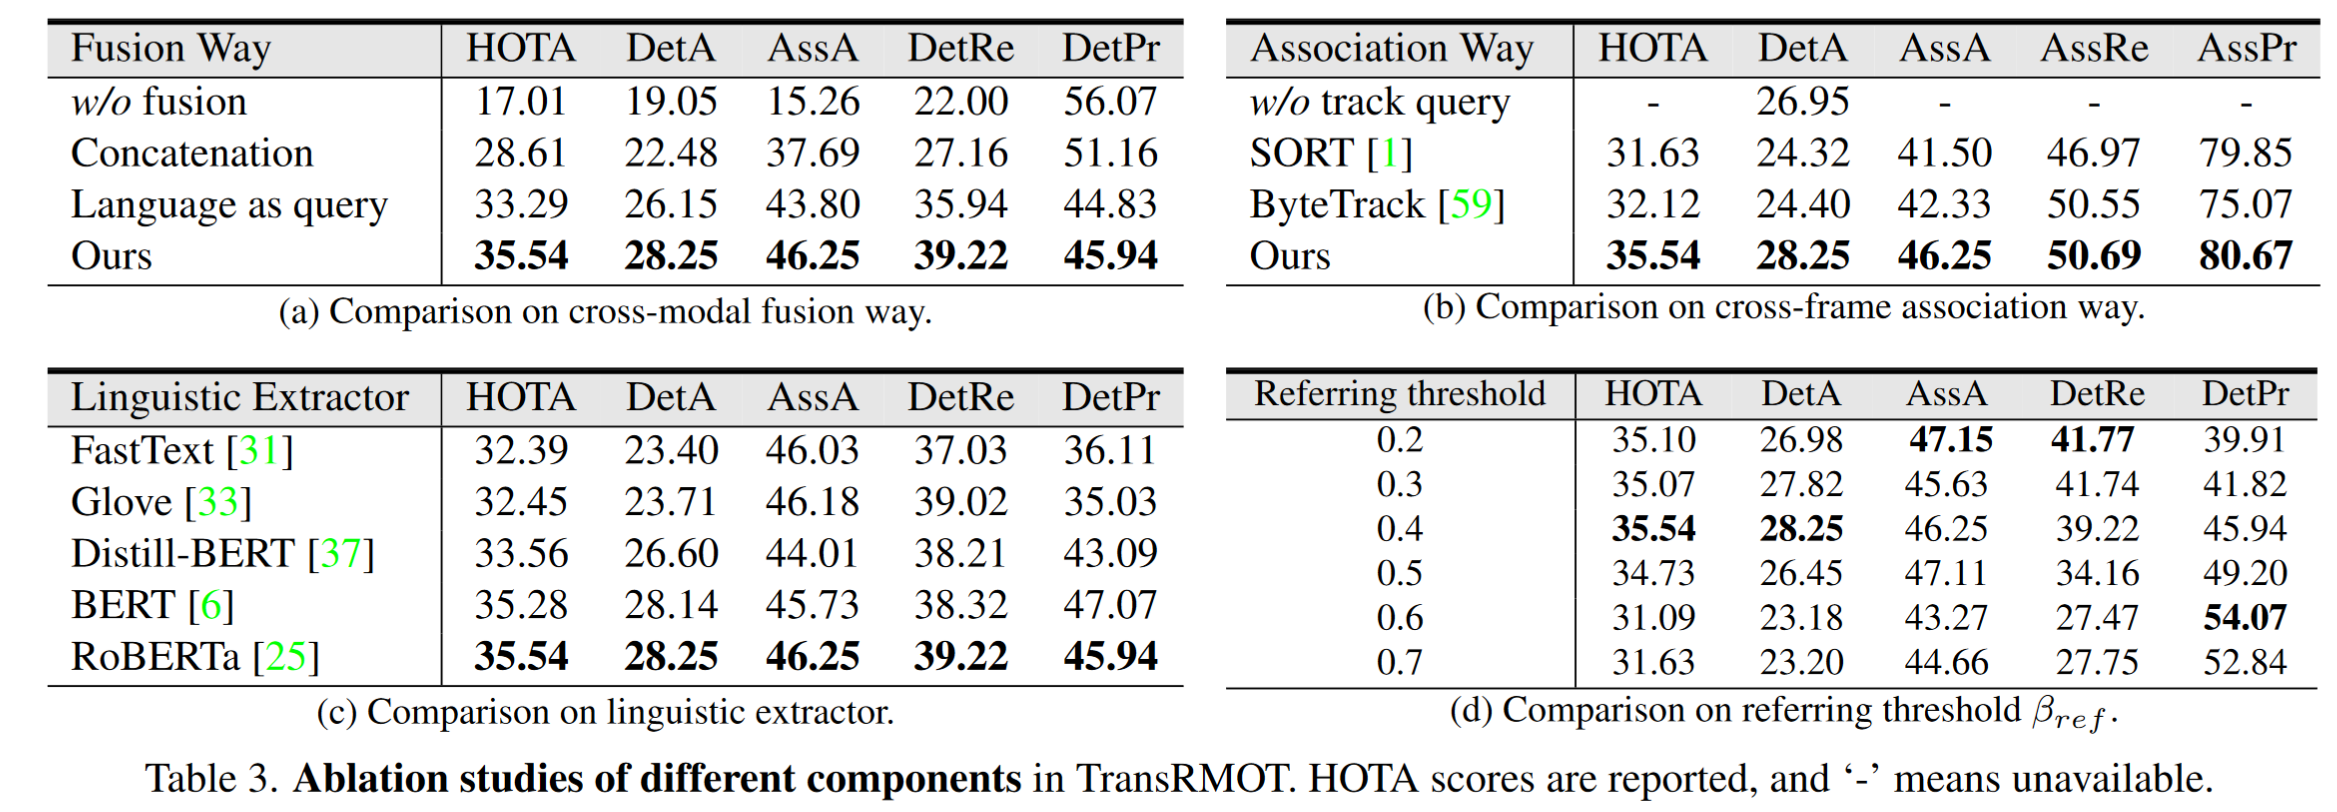 Fusion Way HOTA DetA AssA DetRe DetPr
w/o fusion 17.01 19.05 15.26 22.00 56.07
Concatenation 28.61 22.48 37.69 27.16 51.16
Language as query 33.29 26.15 43.80 35.94 44.83
Ours 35.54 28.25 46.25 39.22 45.94
(a) Comparison on cross-modal fusion way.
Association Way HOTA DetA AssA AssRe AssPr
w/o track query - 26.95 - - -
SORT [1] 31.63 24.32 41.50 46.97 79.85
ByteTrack [59] 32.12 24.40 42.33 50.55 75.07
Ours 35.54 28.25 46.25 50.69 80.67
(b) Comparison on cross-frame association way.
Linguistic Extractor HOTA DetA AssA DetRe DetPr
FastText [31] 32.39 23.40 46.03 37.03 36.11
Glove [33] 32.45 23.71 46.18 39.02 35.03
Distill-BERT [37] 33.56 26.60 44.01 38.21 43.09
BERT [6] 35.28 28.14 45.73 38.32 47.07
RoBERTa [25] 35.54 28.25 46.25 39.22 45.94
(c) Comparison on linguistic extractor.
Referring threshold HOTA DetA AssA DetRe DetPr
0.2 35.10 26.98 47.15 41.77 39.91
0.3 35.07 27.82 45.63 41.74 41.82
0.4 35.54 28.25 46.25 39.22 45.94
0.5 34.73 26.45 47.11 34.16 49.20
0.6 31.09 23.18 43.27 27.47 54.07
0.7 31.63 23.20 44.66 27.75 52.84
(d) Comparison on referring threshold β_ref.
Table 3. Ablation studies of different components in TransRMOT. HOTA scores are reported, and ‘-’ means unavailable.